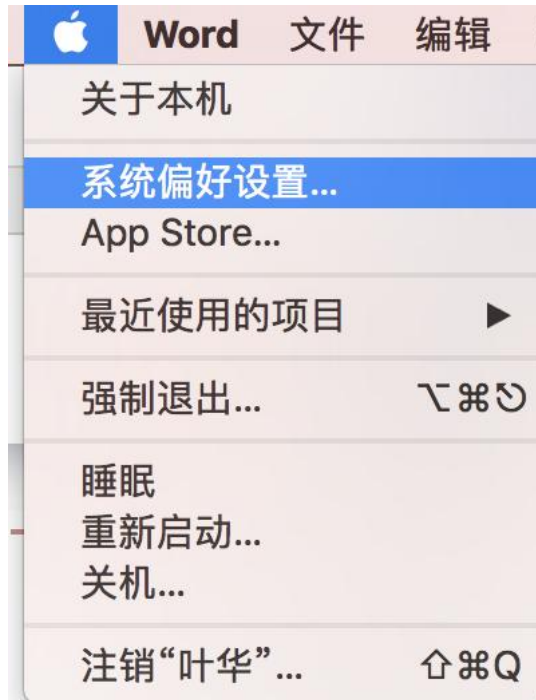 Word 文件 编辑
关于本机
系统偏好设置...
App Store...
最近使用的项目 ▶
强制退出... ⌥⌘⎋
睡眠
重新启动...
关机...
注销“叶华”... ⇧⌘Q